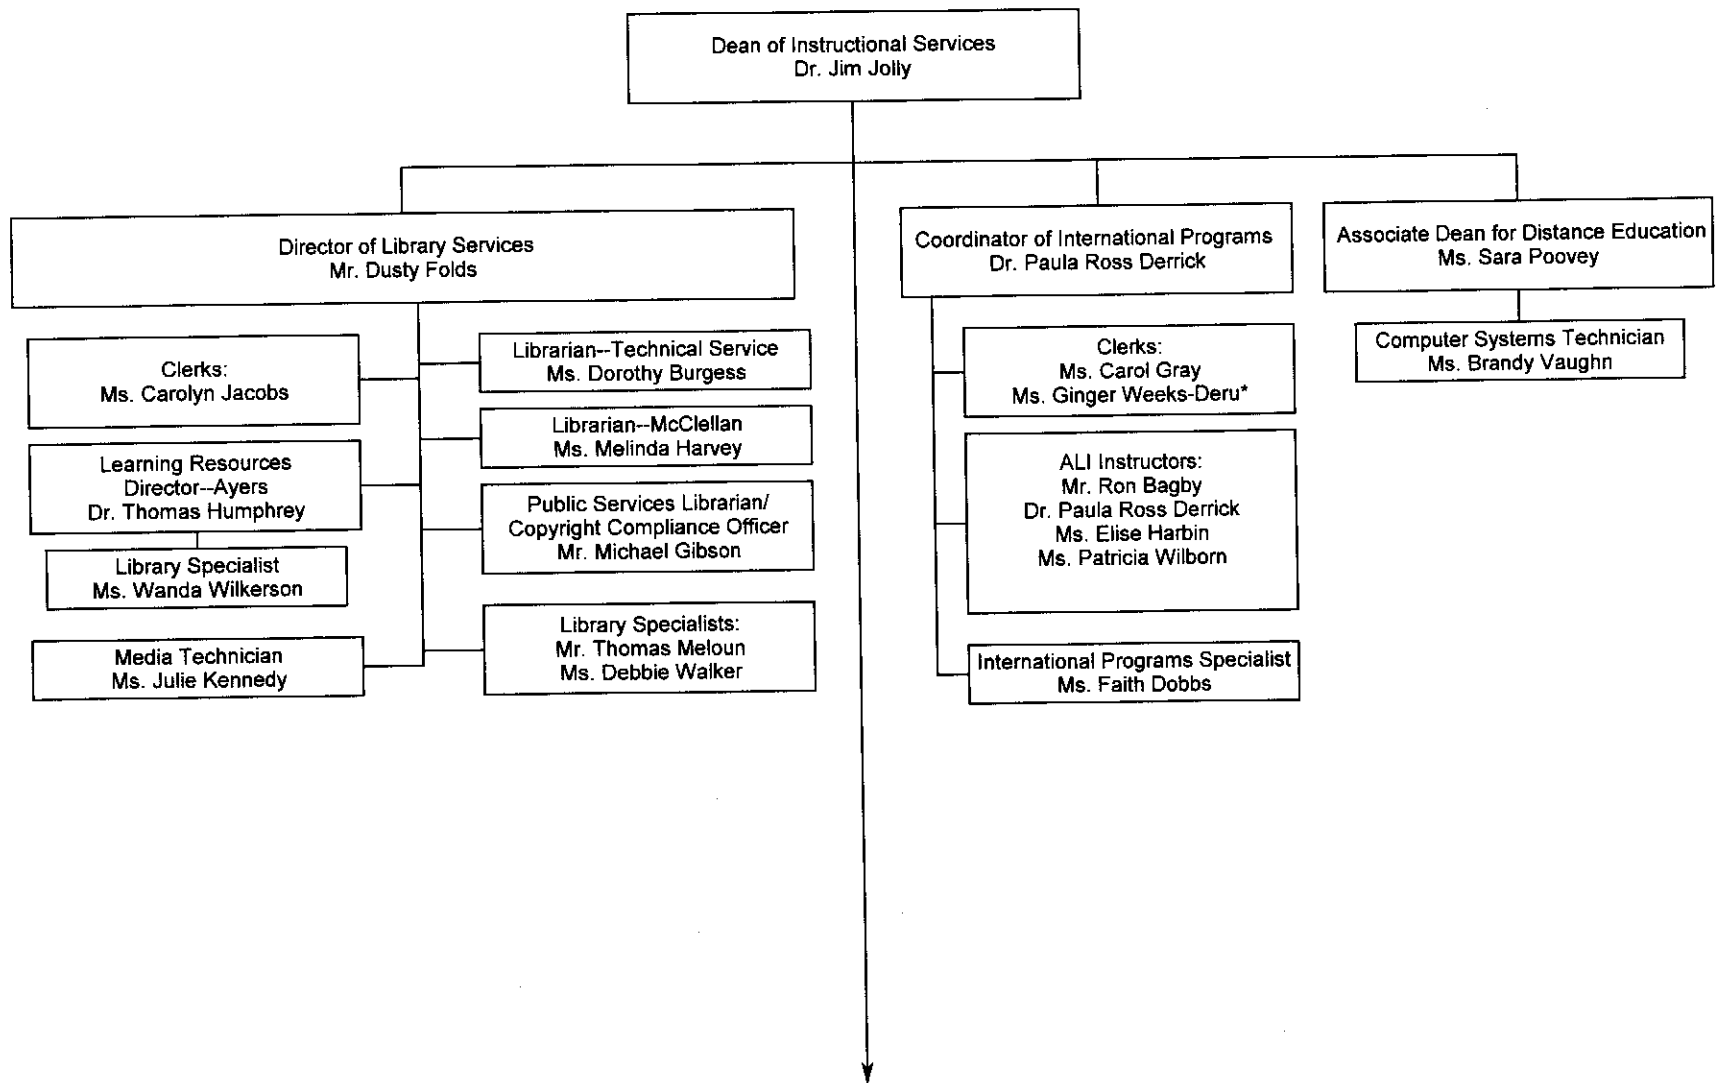 Dean of Instructional Services
Dr. Jim Jolly
Director of Library Services
Mr. Dusty Folds
Clerks:
Ms. Carolyn Jacobs
Learning Resources
Director--Ayers
Dr. Thomas Humphrey
Library Specialist
Ms. Wanda Wilkerson
Media Technician
Ms. Julie Kennedy
Librarian--Technical Service
Ms. Dorothy Burgess
Librarian--McClellan
Ms. Melinda Harvey
Public Services Librarian/
Copyright Compliance Officer
Mr. Michael Gibson
Library Specialists:
Mr. Thomas Meloun
Ms. Debbie Walker
Coordinator of International Programs
Dr. Paula Ross Derrick
Clerks:
Ms. Carol Gray
Ms. Ginger Weeks-Deru*
ALI Instructors:
Mr. Ron Bagby
Dr. Paula Ross Derrick
Ms. Elise Harbin
Ms. Patricia Wilborn
International Programs Specialist
Ms. Faith Dobbs
Associate Dean for Distance Education
Ms. Sara Poovey
Computer Systems Technician
Ms. Brandy Vaughn